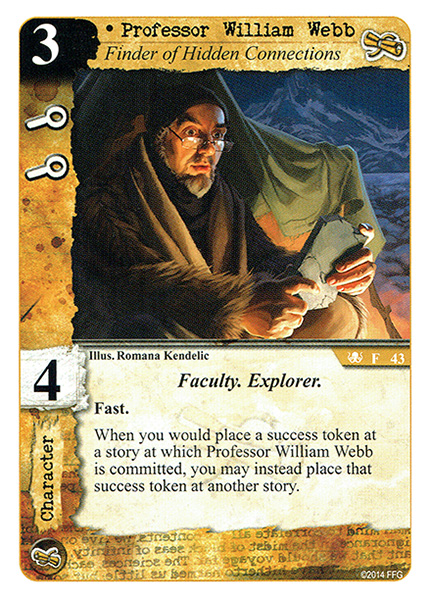 3
• Professor William Webb
Finder of Hidden Connections
Illus. Romana Kendelic
F 43
4
Faculty. Explorer.
Fast.
When you would place a success token at
a story at which Professor William Webb
is committed, you may instead place that
success token at another story.
Character
©2014 FFG